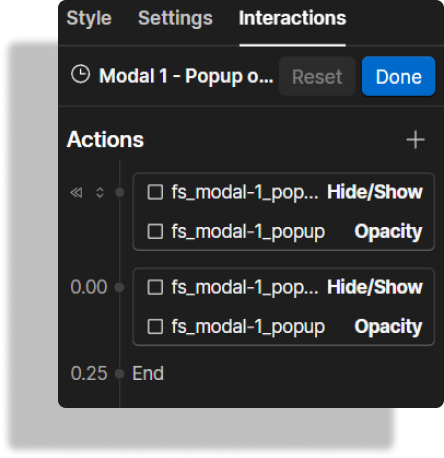 Style Settings Interactions
Modal 1 - Popup o... Reset Done
Actions
fs_modal-1_pop... Hide/Show
fs_modal-1_popup Opacity
0.00
fs_modal-1_pop... Hide/Show
fs_modal-1_popup Opacity
0.25 End